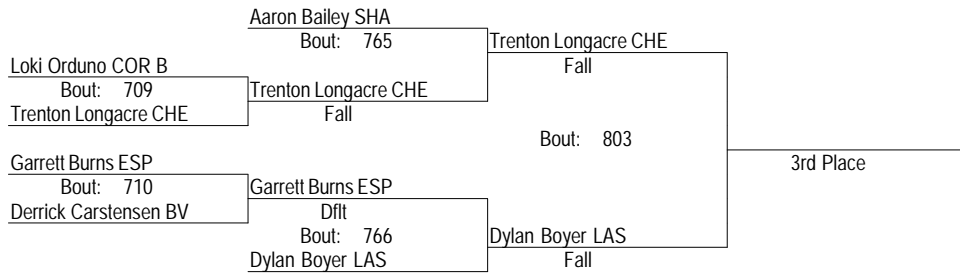 Aaron Bailey SHA
Bout: 765
Trenton Longacre CHE
Loki Orduno COR B
Fall
Bout: 709
Trenton Longacre CHE
Trenton Longacre CHE
Fall
Bout: 803
Garrett Burns ESP
3rd Place
Bout: 710
Garrett Burns ESP
Derrick Carstensen BV
Dflt
Bout: 766
Dylan Boyer LAS
Dylan Boyer LAS
Fall